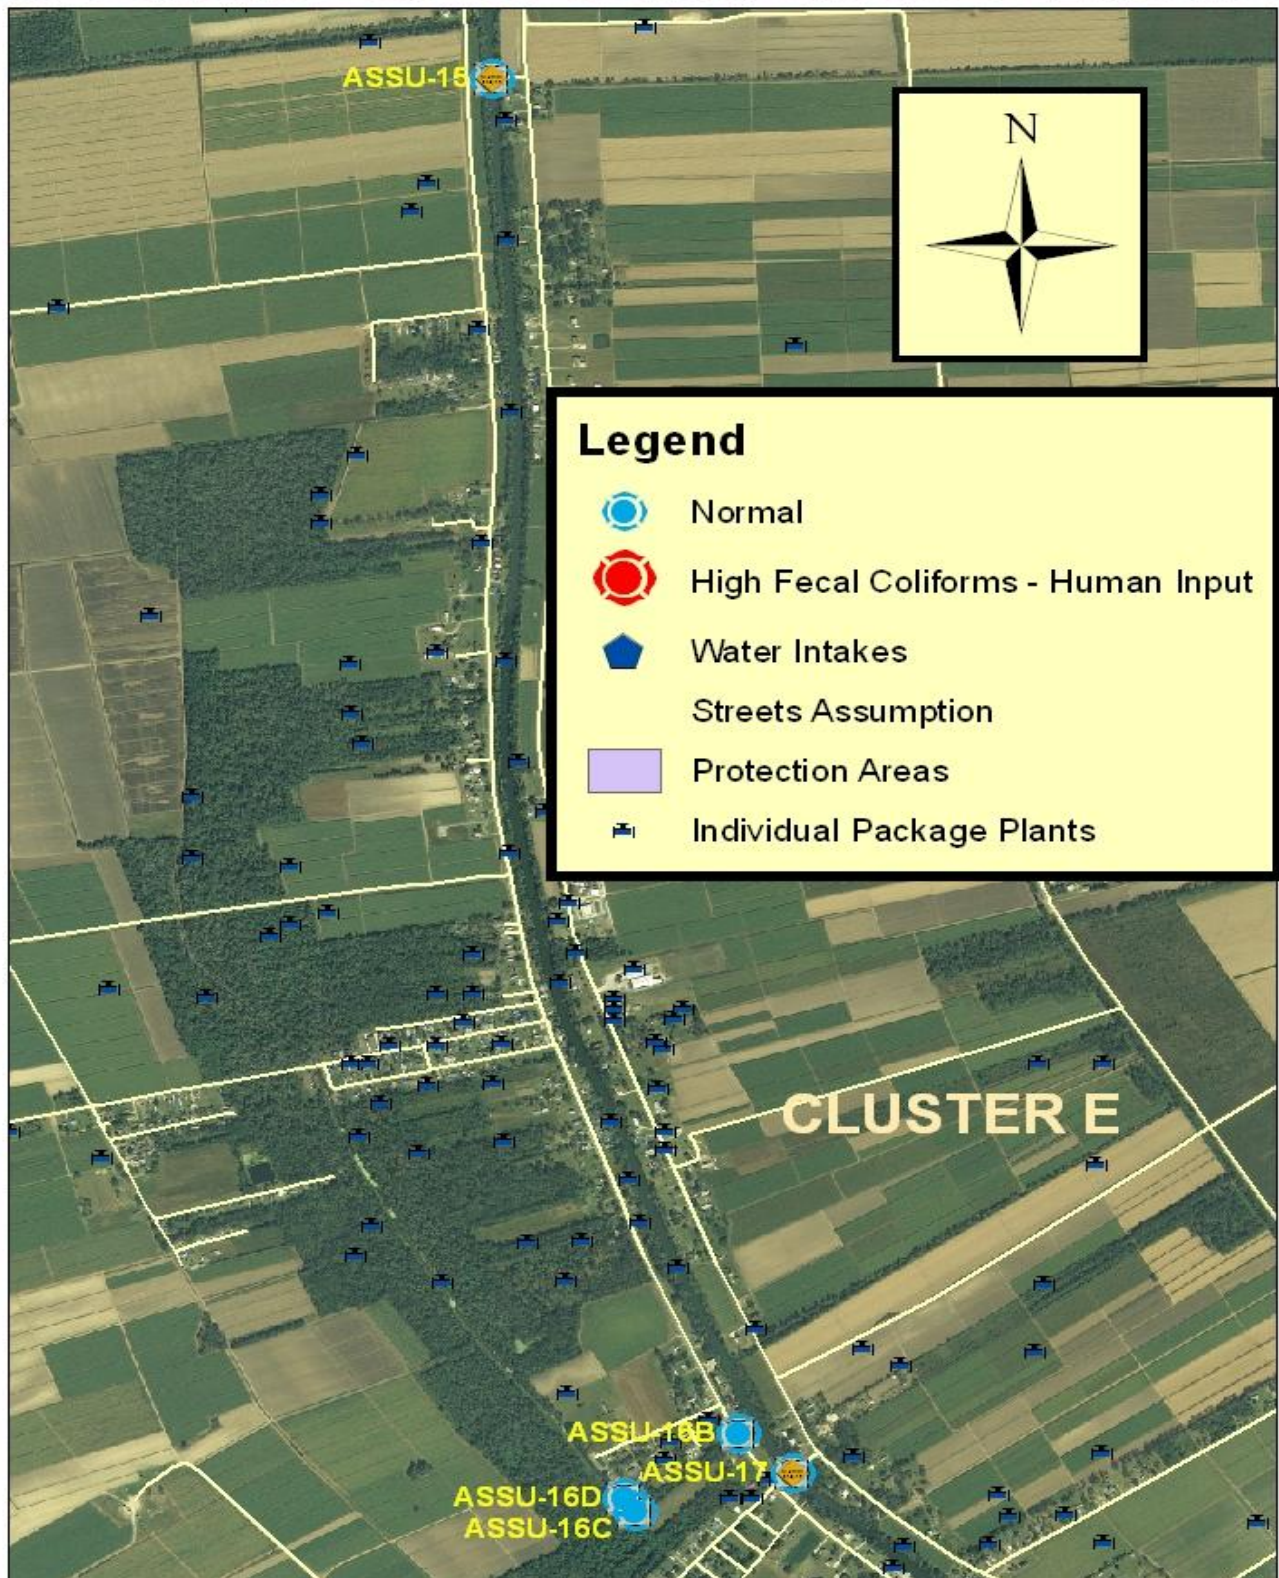 ASSU-15
N
Legend
Normal
High Fecal Coliforms - Human Input
Water Intakes
Streets Assumption
Protection Areas
Individual Package Plants
CLUSTER E
ASSU-16B
ASSU-17
ASSU-16D
ASSU-16C